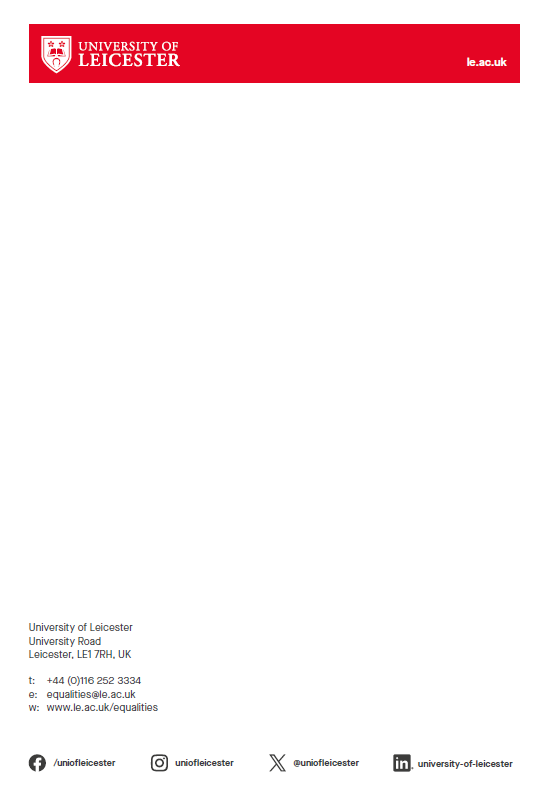 UNIVERSITY OF
LEICESTER
le.ac.uk
University of Leicester
University Road
Leicester, LE1 7RH, UK
t: +44 (0)116 252 3334
e: equalities@le.ac.uk
w: www.le.ac.uk/equalities
/uniofleicester
uniofleicester
@uniofleicester
university-of-leicester